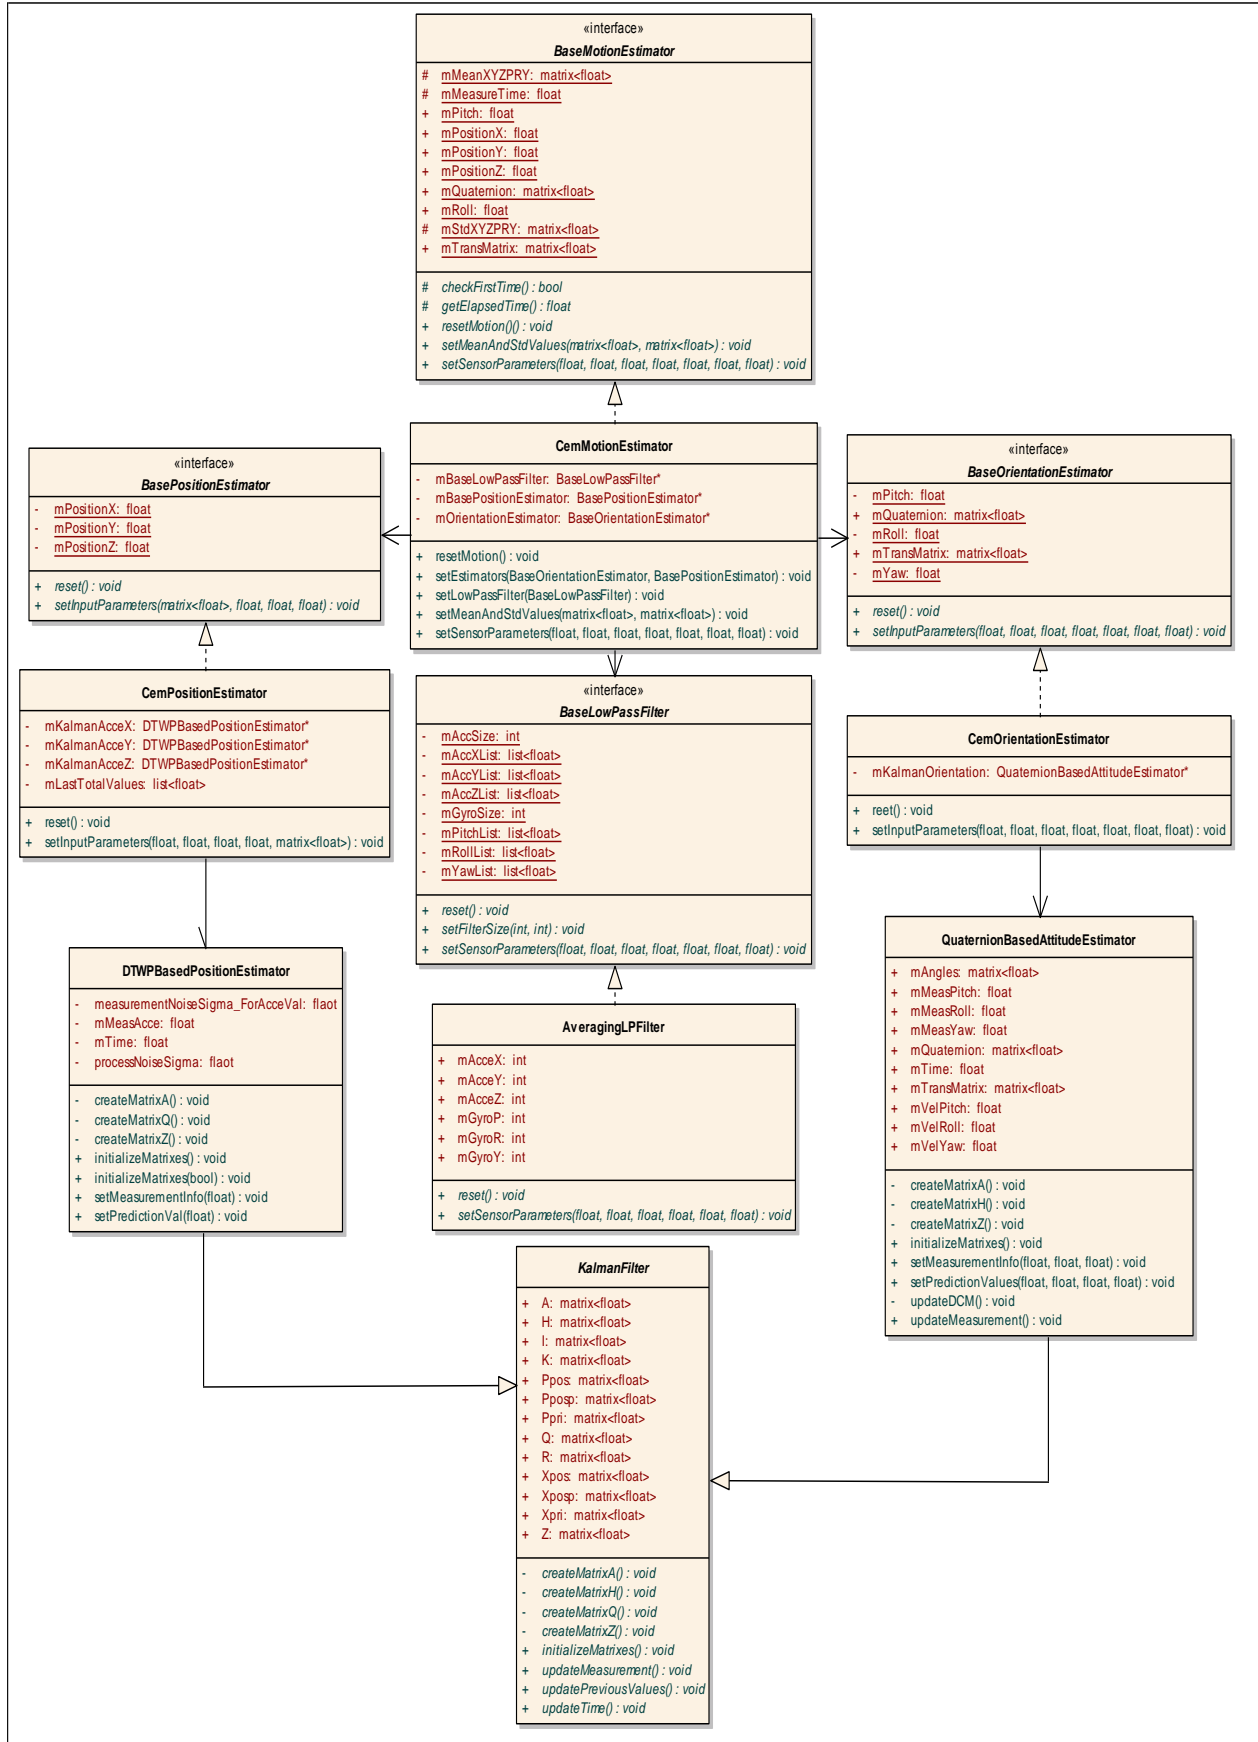 «interface»
BaseMotionEstimator
# mMeanXYZPRY: matrix<float>
# mMeasureTime: float
+ mPitch: float
+ mPositionX: float
+ mPositionY: float
+ mPositionZ: float
+ mQuaternion: matrix<float>
+ mRoll: float
# mStdXYZPRY: matrix<float>
+ mTransMatrix: matrix<float>
# checkFirstTime() : bool
# getElapsedTime() : float
+ resetMotion()() : void
+ setMeanAndStdValues(matrix<float>, matrix<float>) : void
+ setSensorParameters(float, float, float, float, float, float, float) : void
«interface»
BasePositionEstimator
- mPositionX: float
- mPositionY: float
- mPositionZ: float
+ reset() : void
+ setInputParameters(matrix<float>, float, float, float) : void
CemMotionEstimator
- mBaseLowPassFilter: BaseLowPassFilter*
- mBasePositionEstimator: BasePositionEstimator*
- mOrientationEstimator: BaseOrientationEstimator*
+ resetMotion() : void
+ setEstimators(BaseOrientationEstimator, BasePositionEstimator) : void
+ setLowPassFilter(BaseLowPassFilter) : void
+ setMeanAndStdValues(matrix<float>, matrix<float>) : void
+ setSensorParameters(float, float, float, float, float, float, float) : void
«interface»
BaseOrientationEstimator
- mPitch: float
+ mQuaternion: matrix<float>
- mRoll: float
+ mTransMatrix: matrix<float>
- mYaw: float
+ reset() : void
+ setInputParameters(float, float, float, float, float, float, float) : void
CemPositionEstimator
- mKalmanAcceX: DTWPBasedPositionEstimator*
- mKalmanAcceY: DTWPBasedPositionEstimator*
- mKalmanAcceZ: DTWPBasedPositionEstimator*
- mLastTotalValues: list<float>
+ reset() : void
+ setInputParameters(float, float, float, float, matrix<float>) : void
«interface»
BaseLowPassFilter
- mAccSize: int
- mAccXList: list<float>
- mAccYList: list<float>
- mAccZList: list<float>
- mGyroSize: int
- mPitchList: list<float>
- mRollList: list<float>
- mYawList: list<float>
+ reset() : void
+ setFilterSize(int, int) : void
+ setSensorParameters(float, float, float, float, float, float, float) : void
CemOrientationEstimator
- mKalmanOrientation: QuaternionBasedAttitudeEstimator*
+ reet() : void
+ setInputParameters(float, float, float, float, float, float, float) : void
DTWPBasedPositionEstimator
- measurementNoiseSigma_ForAcceVal: flaot
- mMeasAcce: float
- mTime: float
- processNoiseSigma: flaot
- createMatrixA() : void
- createMatrixQ() : void
- createMatrixZ() : void
+ initializeMatrixes() : void
+ initializeMatrixes(bool) : void
+ setMeasurementInfo(float) : void
+ setPredictionVal(float) : void
AveragingLPFilter
+ mAcceX: int
+ mAcceY: int
+ mAcceZ: int
+ mGyroP: int
+ mGyroR: int
+ mGyroY: int
+ reset() : void
+ setSensorParameters(float, float, float, float, float, float) : void
QuaternionBasedAttitudeEstimator
+ mAngles: matrix<float>
+ mMeasPitch: float
+ mMeasRoll: float
+ mMeasYaw: float
+ mQuaternion: matrix<float>
+ mTime: float
+ mTransMatrix: matrix<float>
+ mVelPitch: float
+ mVelRoll: float
+ mVelYaw: float
- createMatrixA() : void
- createMatrixH() : void
- createMatrixZ() : void
+ initializeMatrixes() : void
+ setMeasurementInfo(float, float, float) : void
+ setPredictionValues(float, float, float, float) : void
- updateDCM() : void
+ updateMeasurement() : void
KalmanFilter
+ A: matrix<float>
+ H: matrix<float>
+ I: matrix<float>
+ K: matrix<float>
+ Ppos: matrix<float>
+ Pposp: matrix<float>
+ Ppri: matrix<float>
+ Q: matrix<float>
+ R: matrix<float>
+ Xpos: matrix<float>
+ Xposp: matrix<float>
+ Xpri: matrix<float>
+ Z: matrix<float>
- createMatrixA() : void
- createMatrixH() : void
- createMatrixQ() : void
- createMatrixZ() : void
+ initializeMatrixes() : void
+ updateMeasurement() : void
+ updatePreviousValues() : void
+ updateTime() : void